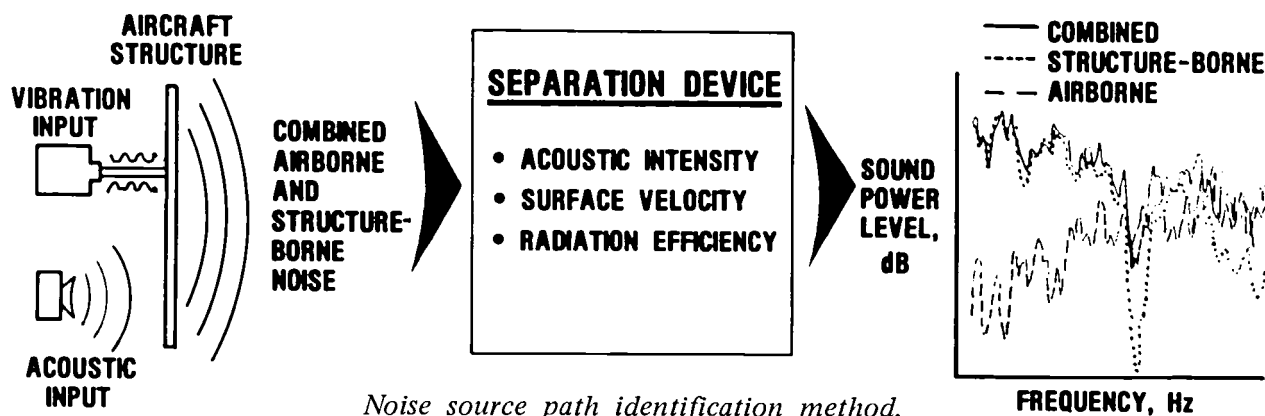 AIRCRAFT
STRUCTURE
VIBRATION
INPUT
ACOUSTIC
INPUT
COMBINED
AIRBORNE
AND
STRUCTURE-
BORNE
NOISE
SEPARATION DEVICE
• ACOUSTIC INTENSITY
• SURFACE VELOCITY
• RADIATION EFFICIENCY
SOUND
POWER
LEVEL,
dB
COMBINED
STRUCTURE-BORNE
AIRBORNE
FREQUENCY, Hz
Noise source path identification method.